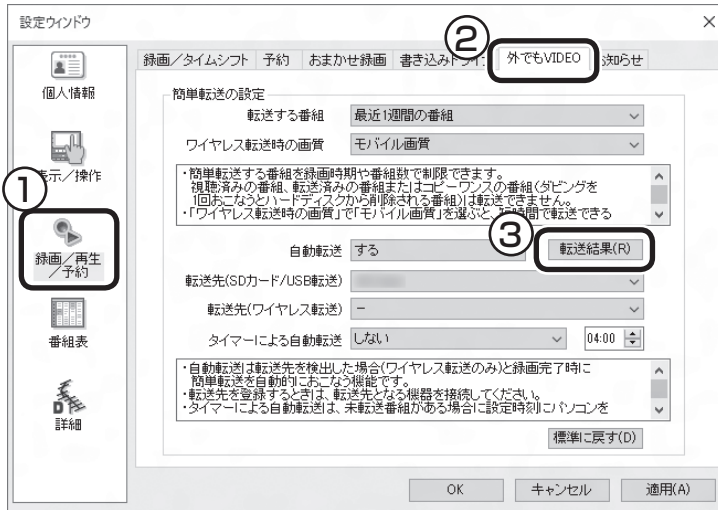 設定ウィンドウ
②
録画／タイムシフト 予約 おまかせ録画 書き込みドライブ 外でもVIDEO お知らせ
個人情報
簡単転送の設定
転送する番組 最近1週間の番組
ワイヤレス転送時の画質 モバイル画質
①
表示／操作
・簡単転送する番組を録画時期や番組数で制限できます。
視聴済みの番組、転送済みの番組またはコピーワンスの番組(ダビングを
1回おこなうとハードディスクから削除される番組)は転送できません。
・「ワイヤレス転送時の画質」で「モバイル画質」を選ぶと、短時間で転送できる
③
録画／再生
／予約
自動転送 する 転送結果(R)
転送先(SDカード/USB転送)
転送先(ワイヤレス転送) －
番組表
タイマーによる自動転送 しない 04:00
・自動転送は転送先を検出した場合(ワイヤレス転送のみ)と録画完了時に
簡単転送を自動的におこなう機能です。
・転送先を登録するときは、転送先となる機器を接続してください。
・タイマーによる自動転送は、未転送番組がある場合に設定時刻にパソコンを
詳細
標準に戻す(D)
OK キャンセル 適用(A)